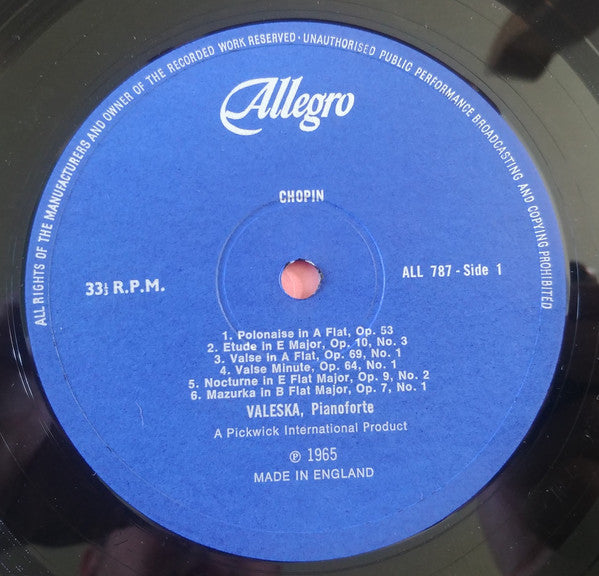 ALL RIGHTS OF THE MANUFACTURERS AND OWNER OF THE RECORDED WORK RESERVED · UNAUTHORISED PUBLIC PERFORMANCE BROADCASTING AND COPYING PROHIBITED
Allegro
CHOPIN
33⅓ R.P.M.
ALL 787 - Side 1
1. Polonaise in A Flat, Op. 53
2. Etude in E Major, Op. 10, No. 3
3. Valse in A Flat, Op. 69, No. 1
4. Valse Minute, Op. 64, No. 1
5. Nocturne in E Flat Major, Op. 9, No. 2
6. Mazurka in B Flat Major, Op. 7, No. 1
VALESKA, Pianoforte
A Pickwick International Product
℗ 1965
MADE IN ENGLAND